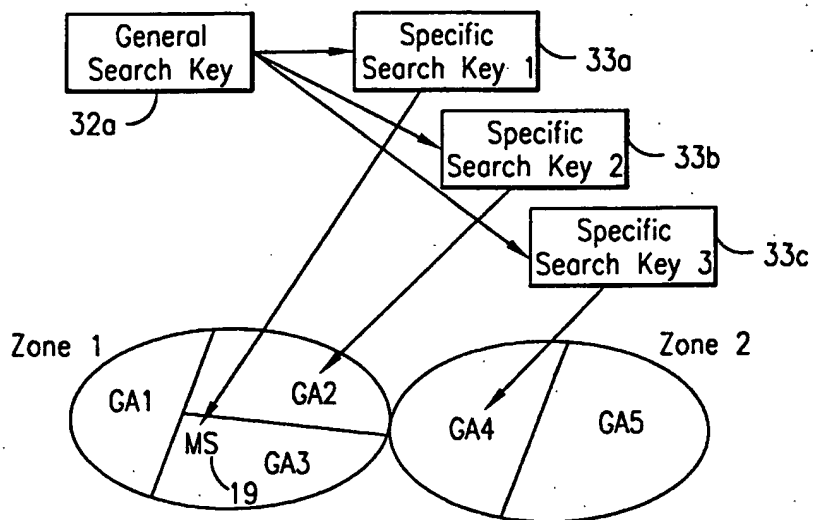 General
Search Key
32a
Specific
Search Key 1
33a
Specific
Search Key 2
33b
Specific
Search Key 3
33c
Zone 1
Zone 2
GA1
GA2
MS
19
GA3
GA4
GA5